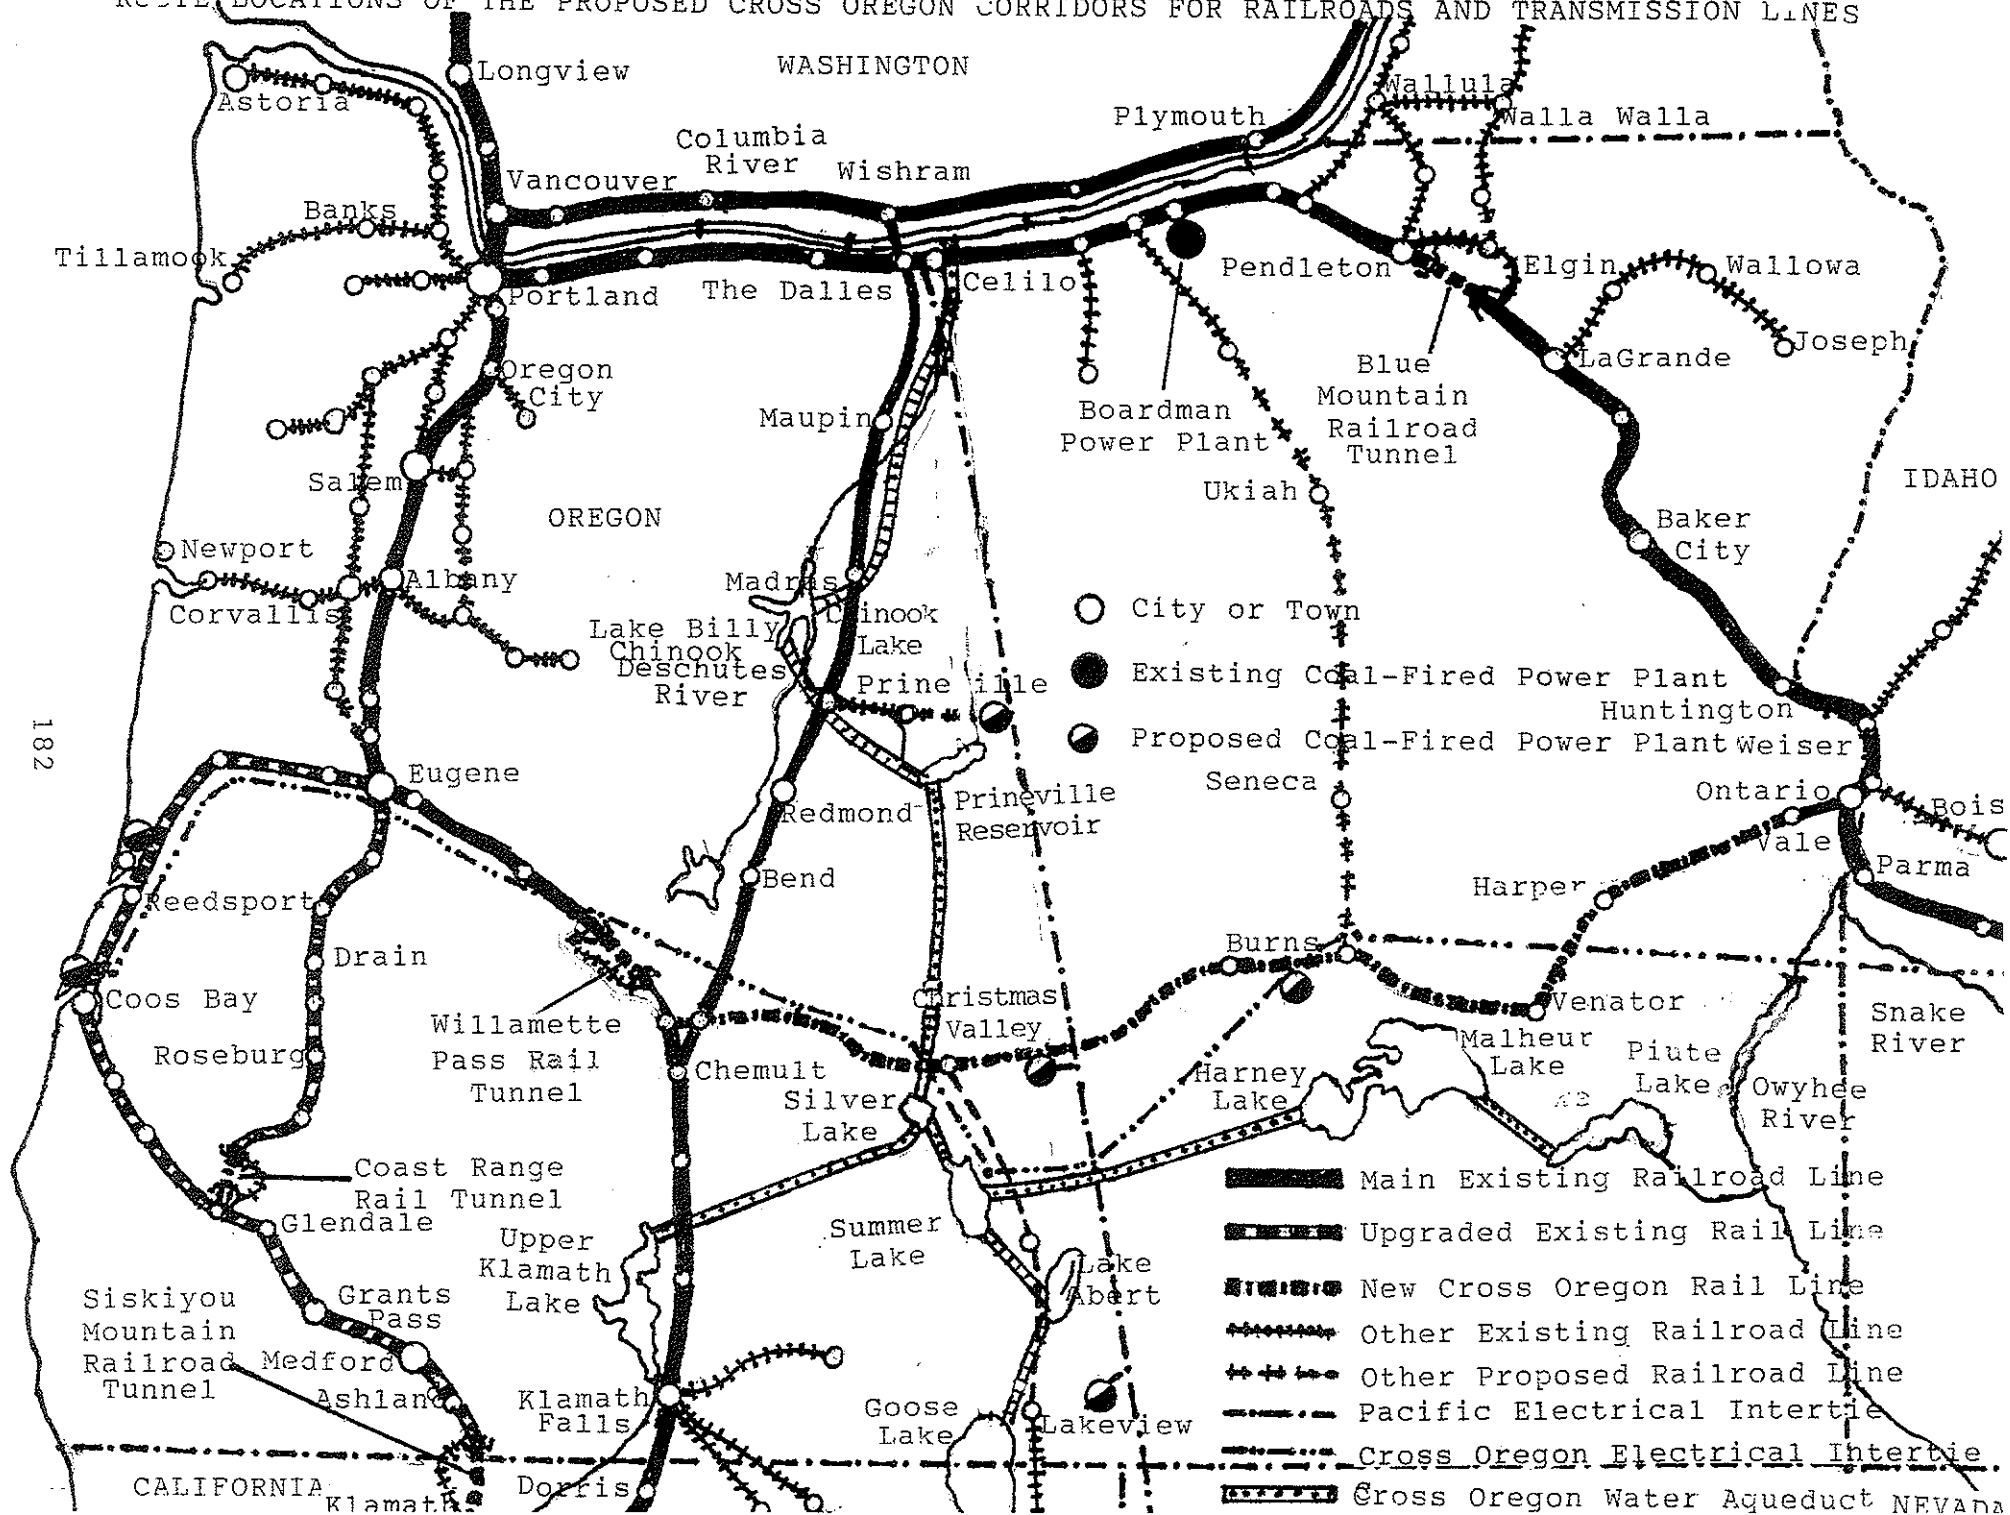 ROUTE LOCATIONS OF THE PROPOSED CROSS OREGON CORRIDORS FOR RAILROADS AND TRANSMISSION LINES
WASHINGTON
Longview
Astoria
Wallula
Walla Walla
Plymouth
Columbia
River
Wishram
Vancouver
Banks
Tillamook
Portland
The Dalles
Celilo
Pendleton
Elgin
Wallowa
Joseph
LaGrande
Oregon
City
Maupin
Boardman
Power Plant
Blue
Mountain
Railroad
Tunnel
Salem
OREGON
Ukiah
IDAHO
Baker
City
Newport
Albany
Corvallis
Madras
Chinook
Lake
Lake Billy
Chinook
Deschutes
River
Prineville
City or Town
Existing Coal-Fired Power Plant
Proposed Coal-Fired Power Plant
Huntington
Weiser
182
Eugene
Redmond
Prineville
Reservoir
Seneca
Ontario
Bois
Vale
Parma
Bend
Reedsport
Harper
Drain
Burns
Coos Bay
Willamette
Pass Rail
Tunnel
Christmas
Valley
Venator
Snake
River
Roseburg
Chemult
Malheur
Lake
Piute
Lake
Harney
Lake
Silver
Lake
Owyhee
River
Coast Range
Rail Tunnel
Glendale
Main Existing Railroad Line
Upgraded Existing Rail Line
New Cross Oregon Rail Line
Other Existing Railroad Line
Other Proposed Railroad Line
Pacific Electrical Intertie
Cross Oregon Electrical Intertie
Cross Oregon Water Aqueduct
Upper
Klamath
Lake
Summer
Lake
Lake
Abert
Siskiyou
Mountain
Railroad
Tunnel
Grants
Pass
Medford
Ashland
Klamath
Falls
Goose
Lake
Lakeview
CALIFORNIA
Klamath
Dorris
NEVADA